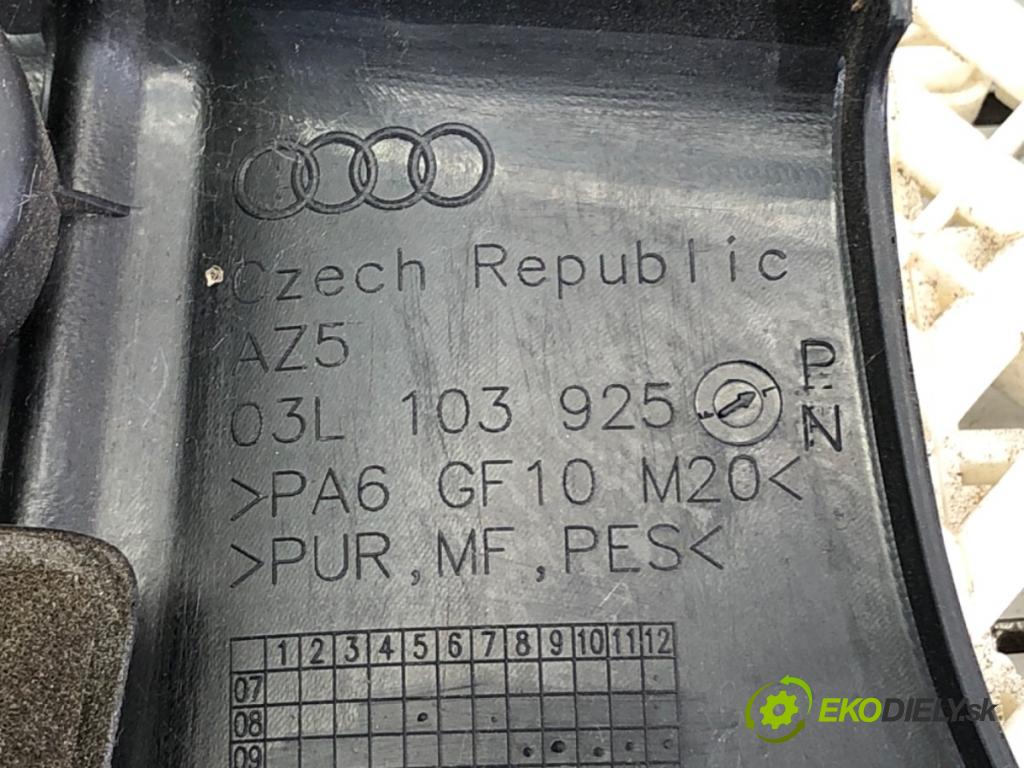 Czech Republic
AZ5
03L 103 925
P
N
>PA6 GF10 M20<
>PUR,MF,PES<
1 2 3 4 5 6 7 8 9 10 11 12
07
08
09
EKODIELY.sk